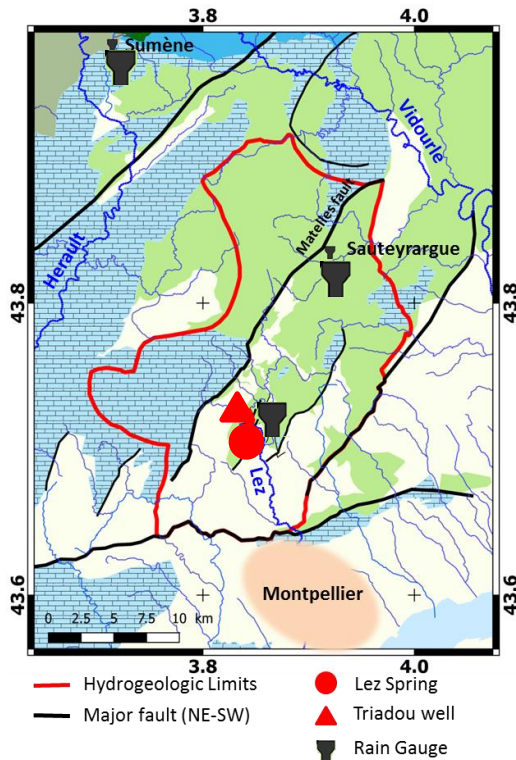 3.8 4.0
Sumène
Vidourle
Matelles fault
Sauteyrargue
Herault
43.8 43.8
Lez
43.6 43.6
Montpellier
0 2.5 5 7.5 10 km
3.8 4.0
Hydrogeologic Limits
Major fault (NE-SW)
Lez Spring
Triadou well
Rain Gauge